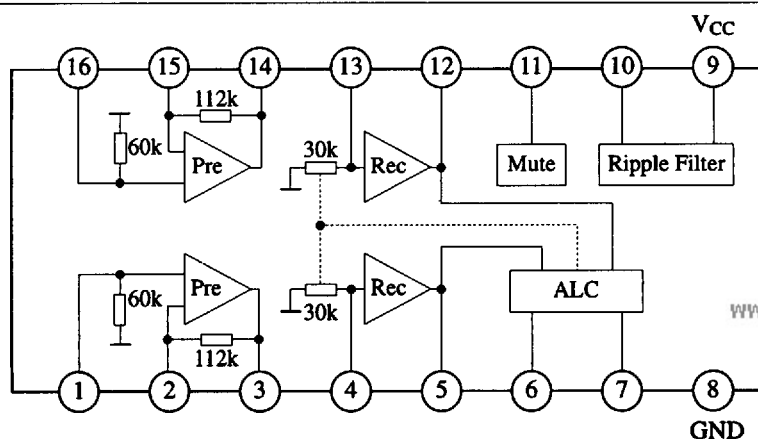 VCC
16 15 14 13 12 11 10 9
112k
60k Pre 30k Rec Mute Ripple Filter
60k Pre 30k Rec ALC
112k
ww
1 2 3 4 5 6 7 8
GND